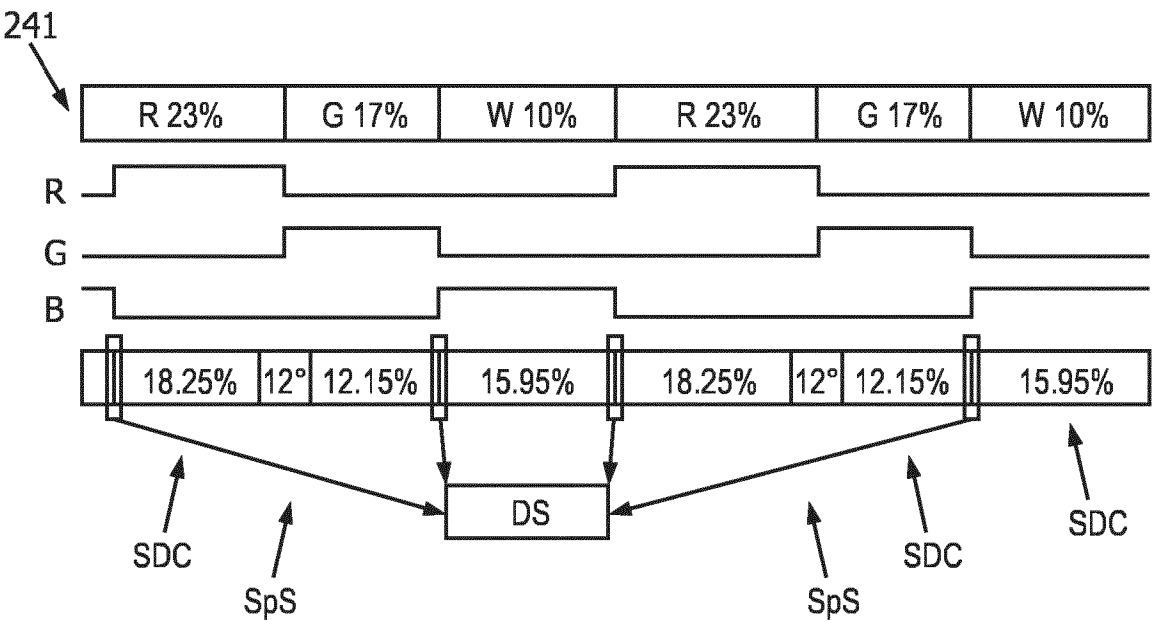 241
R 23% G 17% W 10% R 23% G 17% W 10%
R
G
B
18.25% 12° 12.15% 15.95% 18.25% 12° 12.15% 15.95%
DS
SDC SDC SDC
SpS SpS